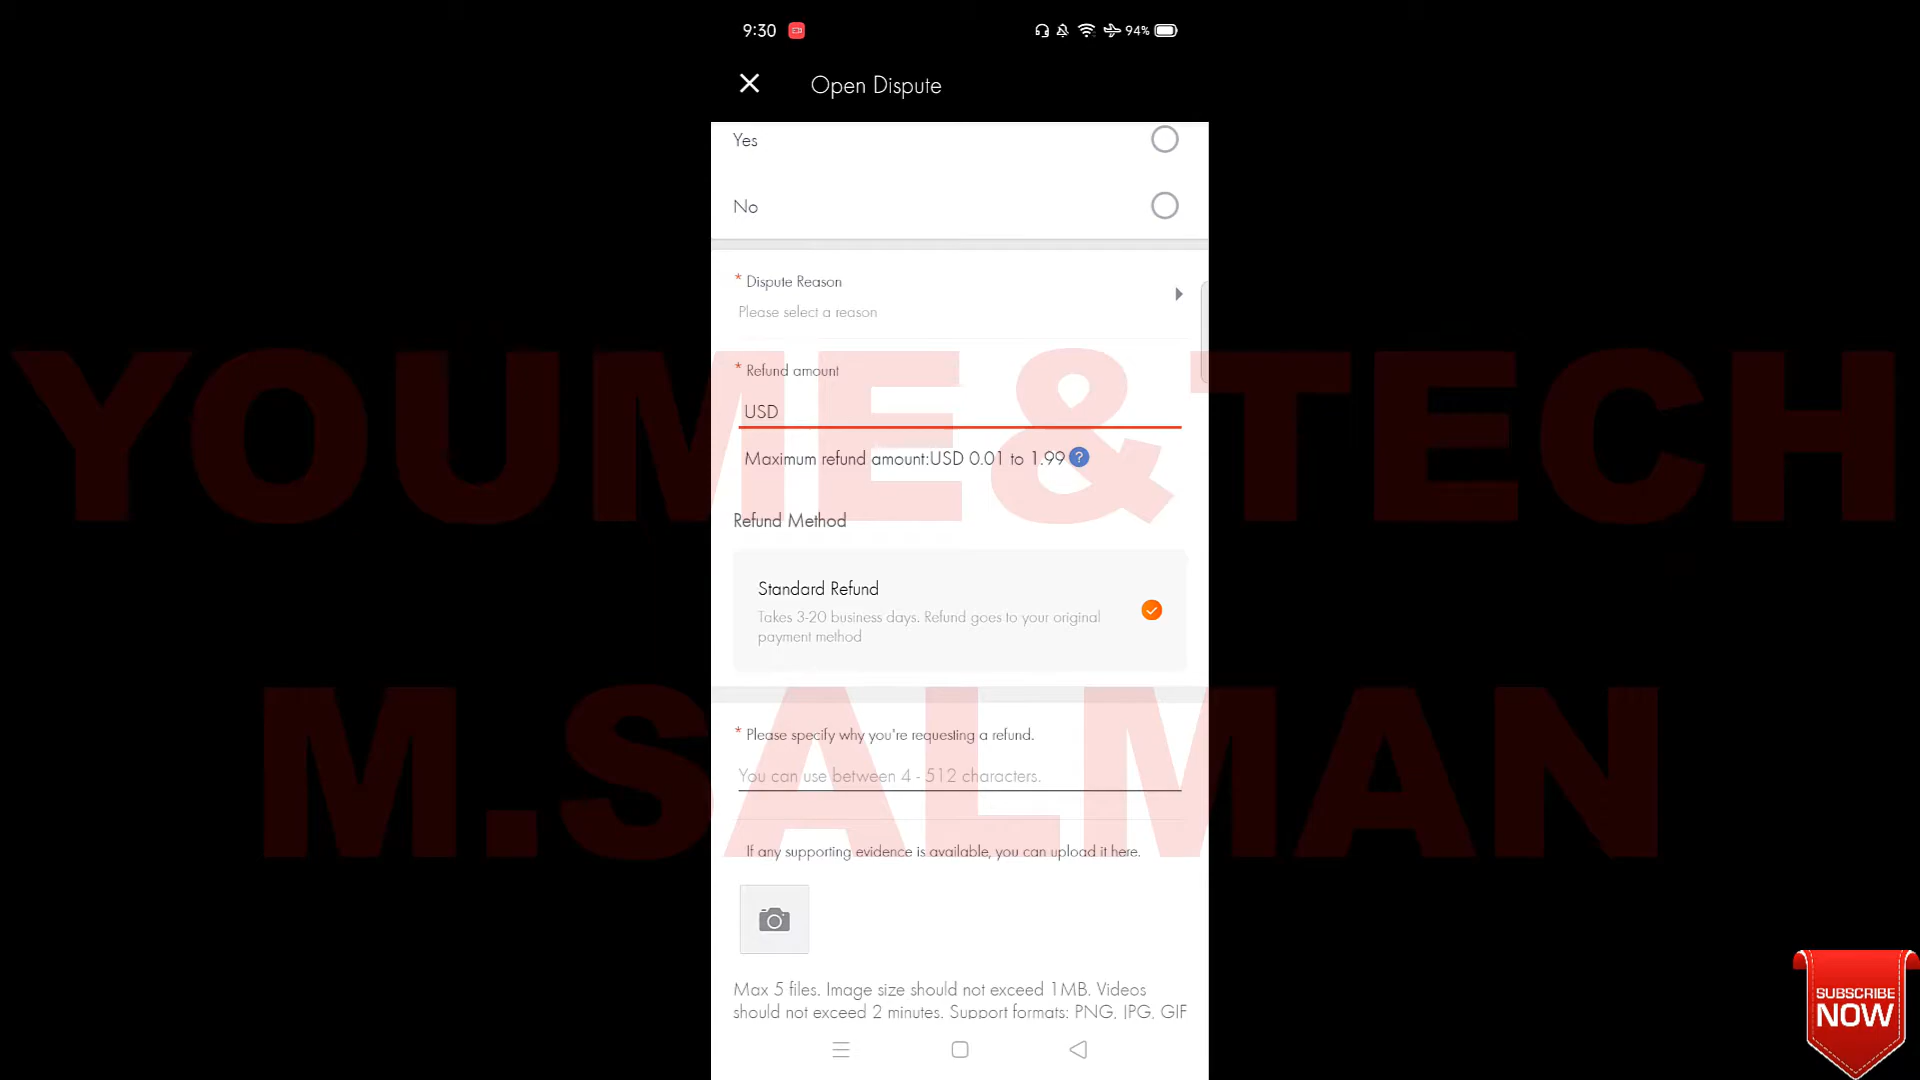 9:30
94%
Open Dispute
Yes
No
* Dispute Reason
Please select a reason
* Refund amount
USD
Maximum refund amount:USD 0.01 to 1.99 ?
Refund Method
Standard Refund
Takes 3-20 business days. Refund goes to your original
payment method
* Please specify why you're requesting a refund.
You can use between 4 - 512 characters.
If any supporting evidence is available, you can upload it here.
Max 5 files. Image size should not exceed 1MB. Videos
should not exceed 2 minutes. Support formats: PNG, JPG, GIF
YOUME&TECH
M.SALMAN
SUBSCRIBE
NOW